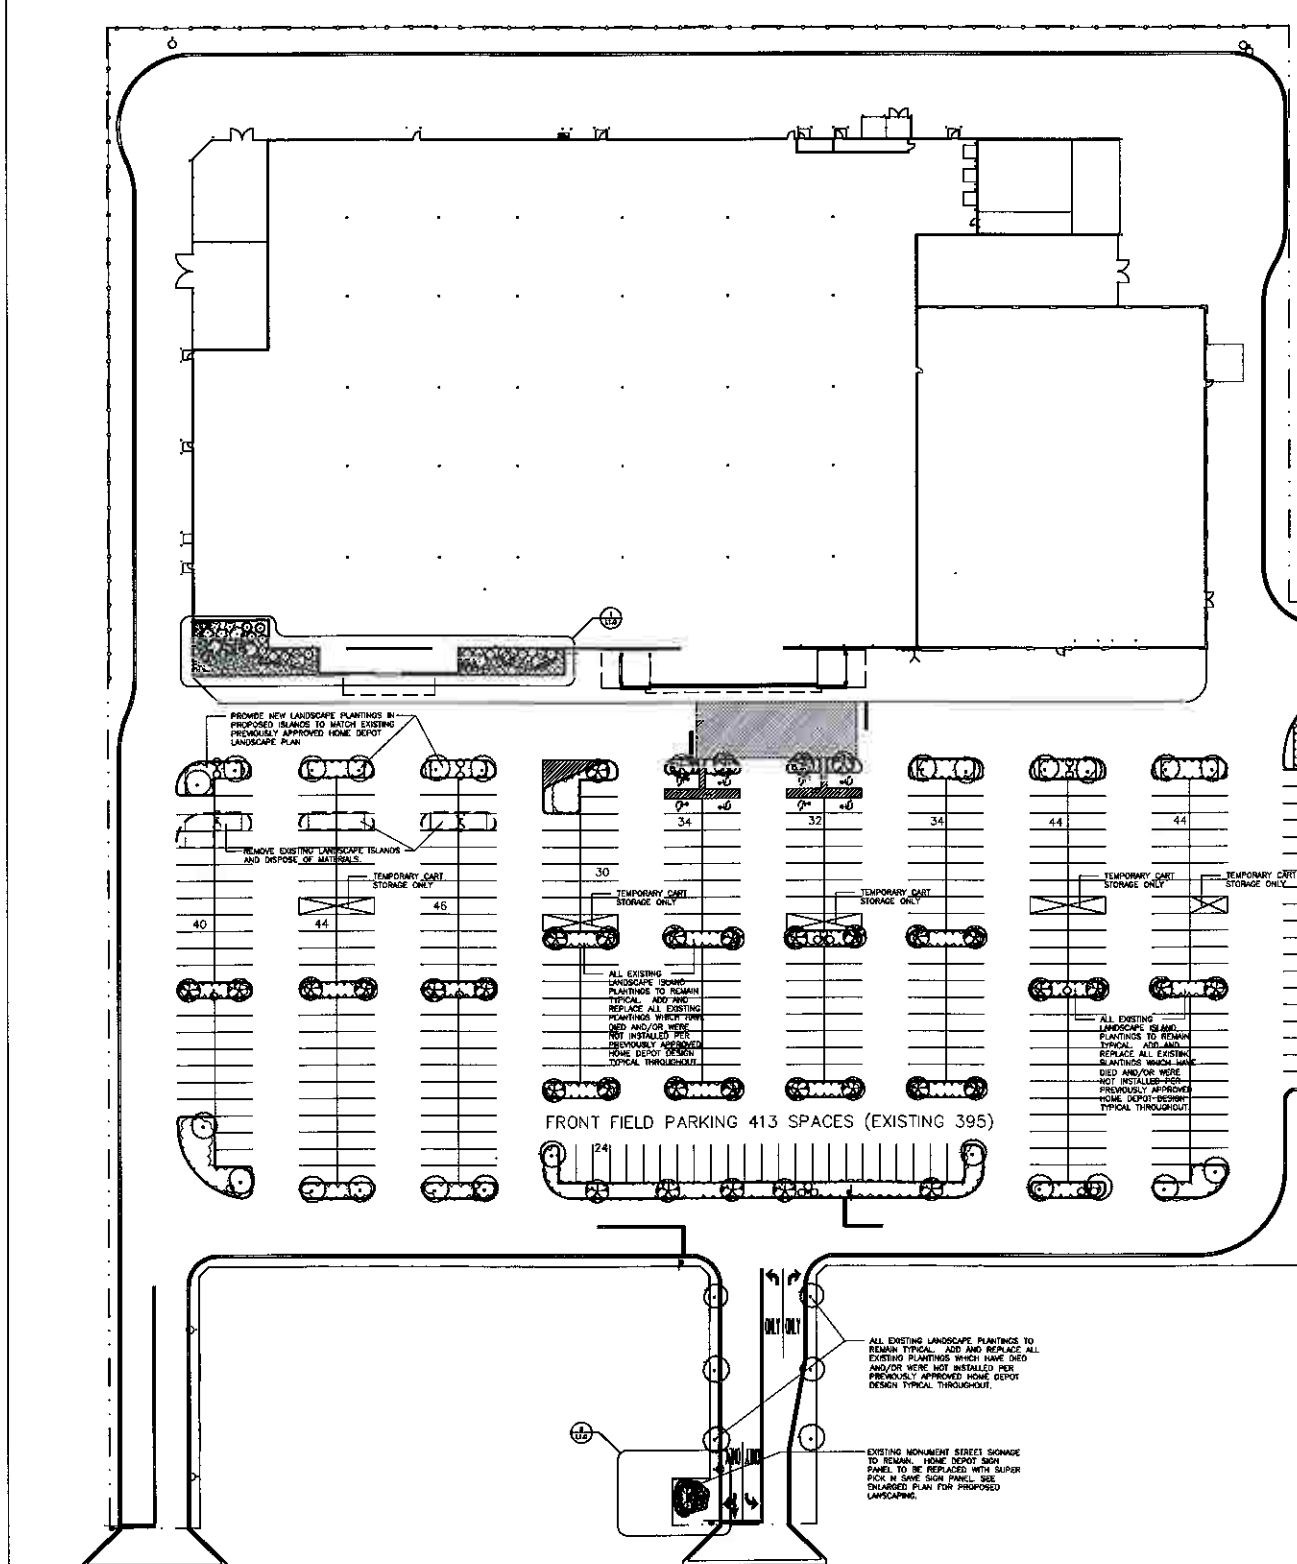 PROVIDE NEW LANDSCAPE PLANTINGS IN
PROPOSED ISLANDS TO MATCH EXISTING
PREVIOUSLY APPROVED HOME DEPOT
LANDSCAPE PLAN
REMOVE EXISTING LANDSCAPE ISLANDS
AND DISPOSE OF MATERIALS.
34
32
34
44
44
TEMPORARY CART
STORAGE ONLY
30
TEMPORARY CART
STORAGE ONLY
TEMPORARY CART
STORAGE ONLY
TEMPORARY CART
STORAGE ONLY
TEMPORARY CART
STORAGE ONLY
40
44
46
ALL EXISTING
LANDSCAPE ISLAND
PLANTINGS TO REMAIN
TYPICAL. ADD AND
REPLACE ALL EXISTING
PLANTINGS WHICH HAVE
DIED AND/OR WERE
NOT INSTALLED PER
PREVIOUSLY APPROVED
HOME DEPOT DESIGN
TYPICAL THROUGHOUT.
ALL EXISTING
LANDSCAPE ISLAND
PLANTINGS TO REMAIN
TYPICAL. ADD AND
REPLACE ALL EXISTING
PLANTINGS WHICH HAVE
DIED AND/OR WERE
NOT INSTALLED PER
PREVIOUSLY APPROVED
HOME DEPOT DESIGN
TYPICAL THROUGHOUT.
FRONT FIELD PARKING 413 SPACES (EXISTING 395)
24
ONLY ONLY
ALL EXISTING LANDSCAPE PLANTINGS TO
REMAIN TYPICAL. ADD AND REPLACE ALL
EXISTING PLANTINGS WHICH HAVE DIED
AND/OR WERE NOT INSTALLED PER
PREVIOUSLY APPROVED HOME DEPOT
DESIGN TYPICAL THROUGHOUT.
ONLY ONLY
EXISTING MONUMENT STREET SIGNAGE
TO REMAIN. HOME DEPOT SIGN
PANEL TO BE REPLACED WITH SUPER
PICK N SAVE SIGN PANEL. SEE
ENLARGED PLAN FOR PROPOSED
LANSCAPING.